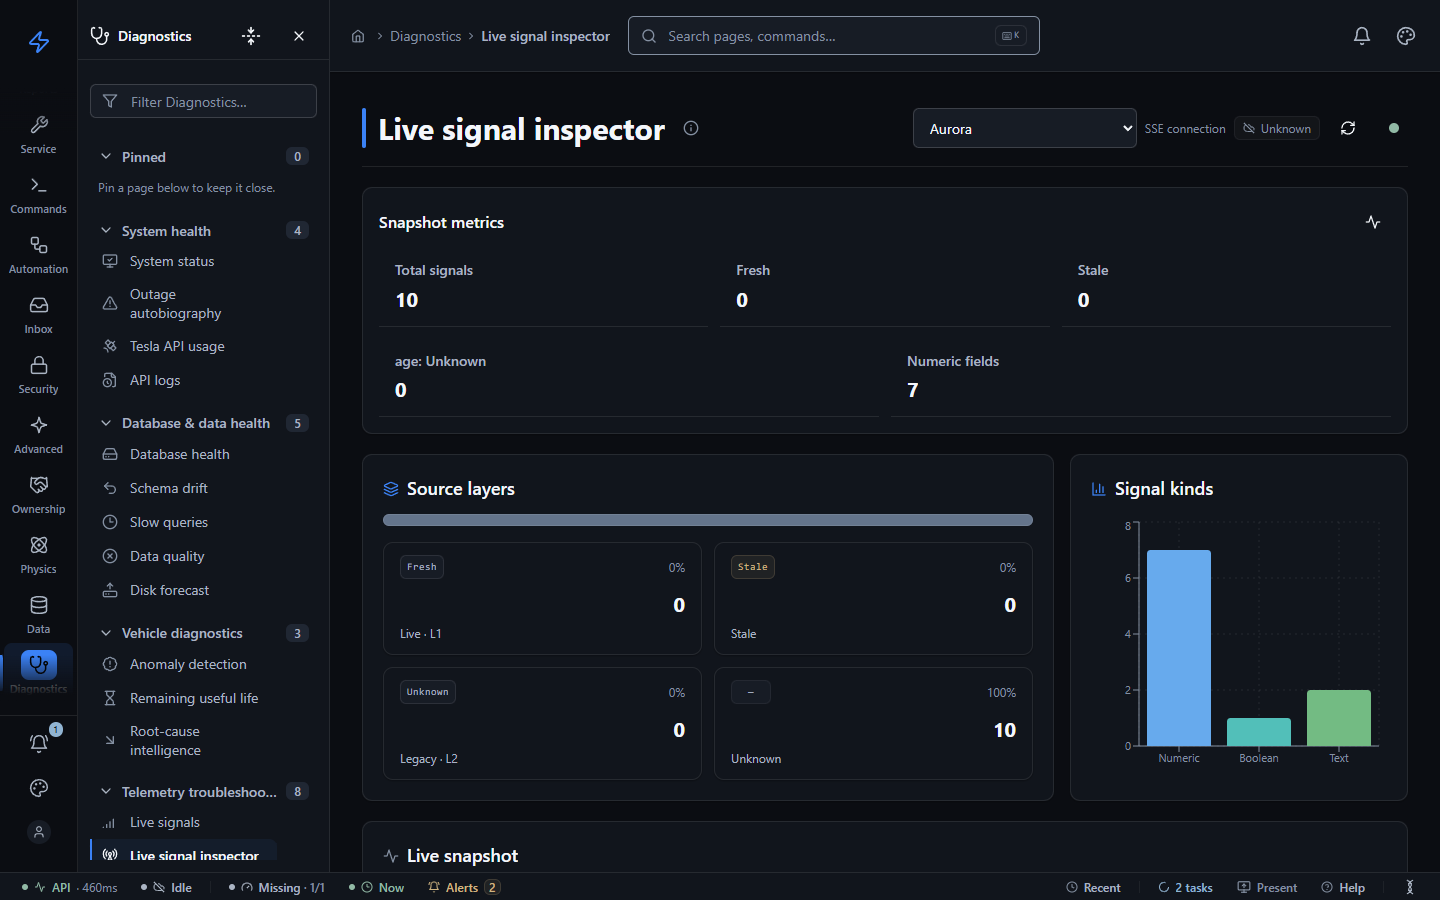 Service
Commands
Automation
Inbox
Security
Advanced
Ownership
Physics
Data
Diagnostics
1
Diagnostics
Filter Diagnostics...
Pinned 0
Pin a page below to keep it close.
System health 4
System status
Outage
autobiography
Tesla API usage
API logs
Database & data health 5
Database health
Schema drift
Slow queries
Data quality
Disk forecast
Vehicle diagnostics 3
Anomaly detection
Remaining useful life
Root-cause
intelligence
Telemetry troubleshoo... 8
Live signals
Live signal inspector
Diagnostics Live signal inspector
Search pages, commands... K
Live signal inspector
Aurora
SSE connection Unknown
Snapshot metrics
Total signals
10
Fresh
0
Stale
0
age: Unknown
0
Numeric fields
7
Source layers
Fresh 0%
0
Live · L1
Stale 0%
0
Stale
Unknown 0%
0
Legacy · L2
— 100%
10
Unknown
Signal kinds
8
6
4
2
0
Numeric Boolean Text
Live snapshot
API · 460ms
Idle
Missing · 1/1
Now
Alerts 2
Recent
2 tasks
Present
Help